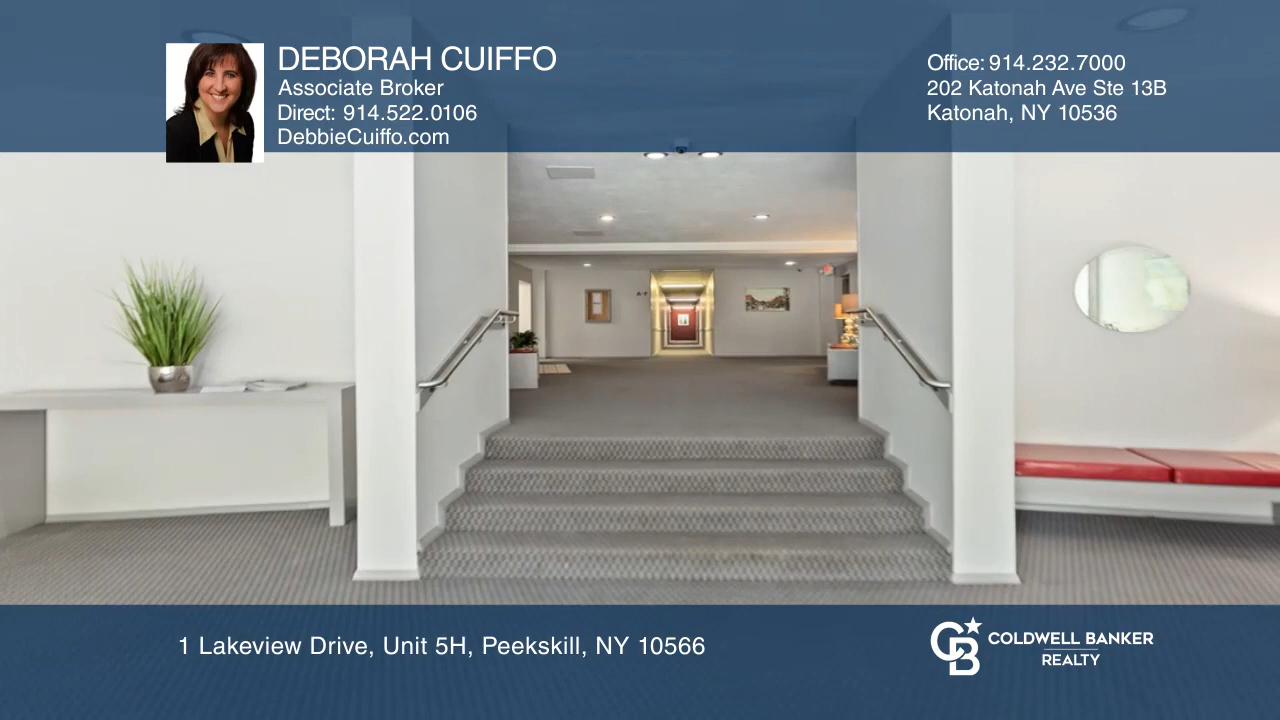 DEBORAH CUIFFO
Associate Broker
Direct: 914.522.0106
DebbieCuiffo.com
Office: 914.232.7000
202 Katonah Ave Ste 13B
Katonah, NY 10536
1 Lakeview Drive, Unit 5H, Peekskill, NY 10566
CB
COLDWELL BANKER
REALTY